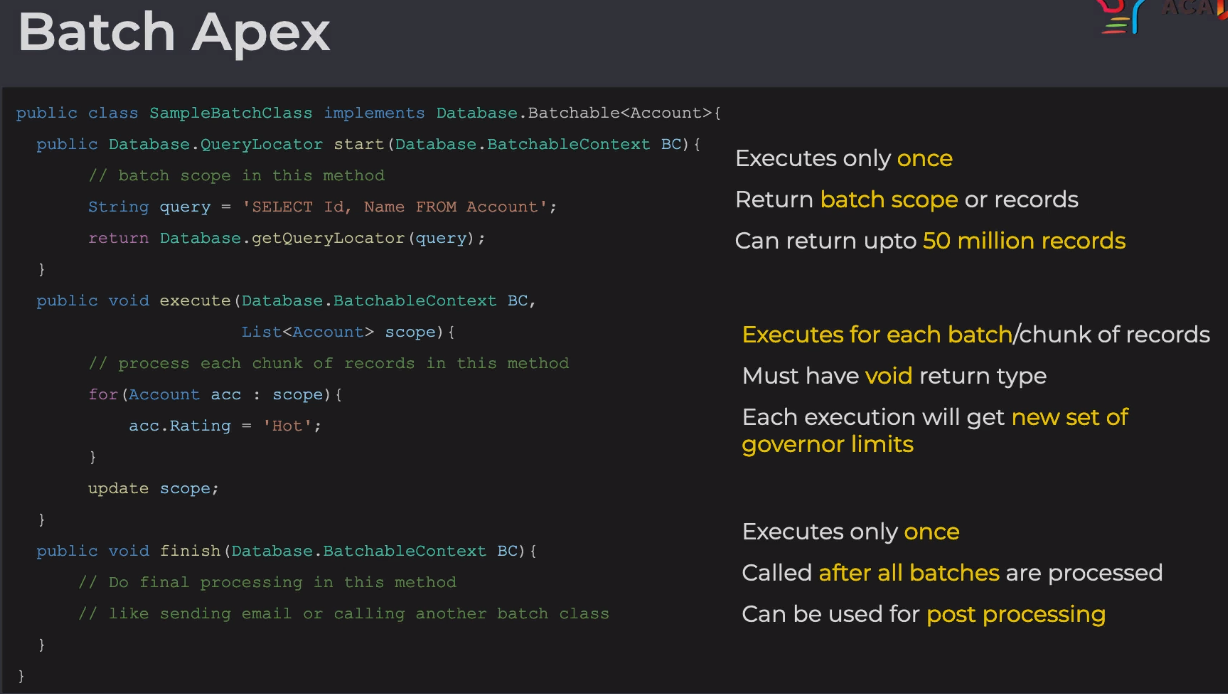 Batch Apex
public class SampleBatchClass implements Database.Batchable<Account>{
public Database.QueryLocator start(Database.BatchableContext BC){
// batch scope in this method
String query = 'SELECT Id, Name FROM Account';
return Database.getQueryLocator(query);
}
public void execute(Database.BatchableContext BC,
List<Account> scope){
// process each chunk of records in this method
for(Account acc : scope){
acc.Rating = 'Hot';
}
update scope;
}
public void finish(Database.BatchableContext BC){
// Do final processing in this method
// like sending email or calling another batch class
}
}
Executes only once
Return batch scope or records
Can return upto 50 million records
Executes for each batch/chunk of records
Must have void return type
Each execution will get new set of
governor limits
Executes only once
Called after all batches are processed
Can be used for post processing